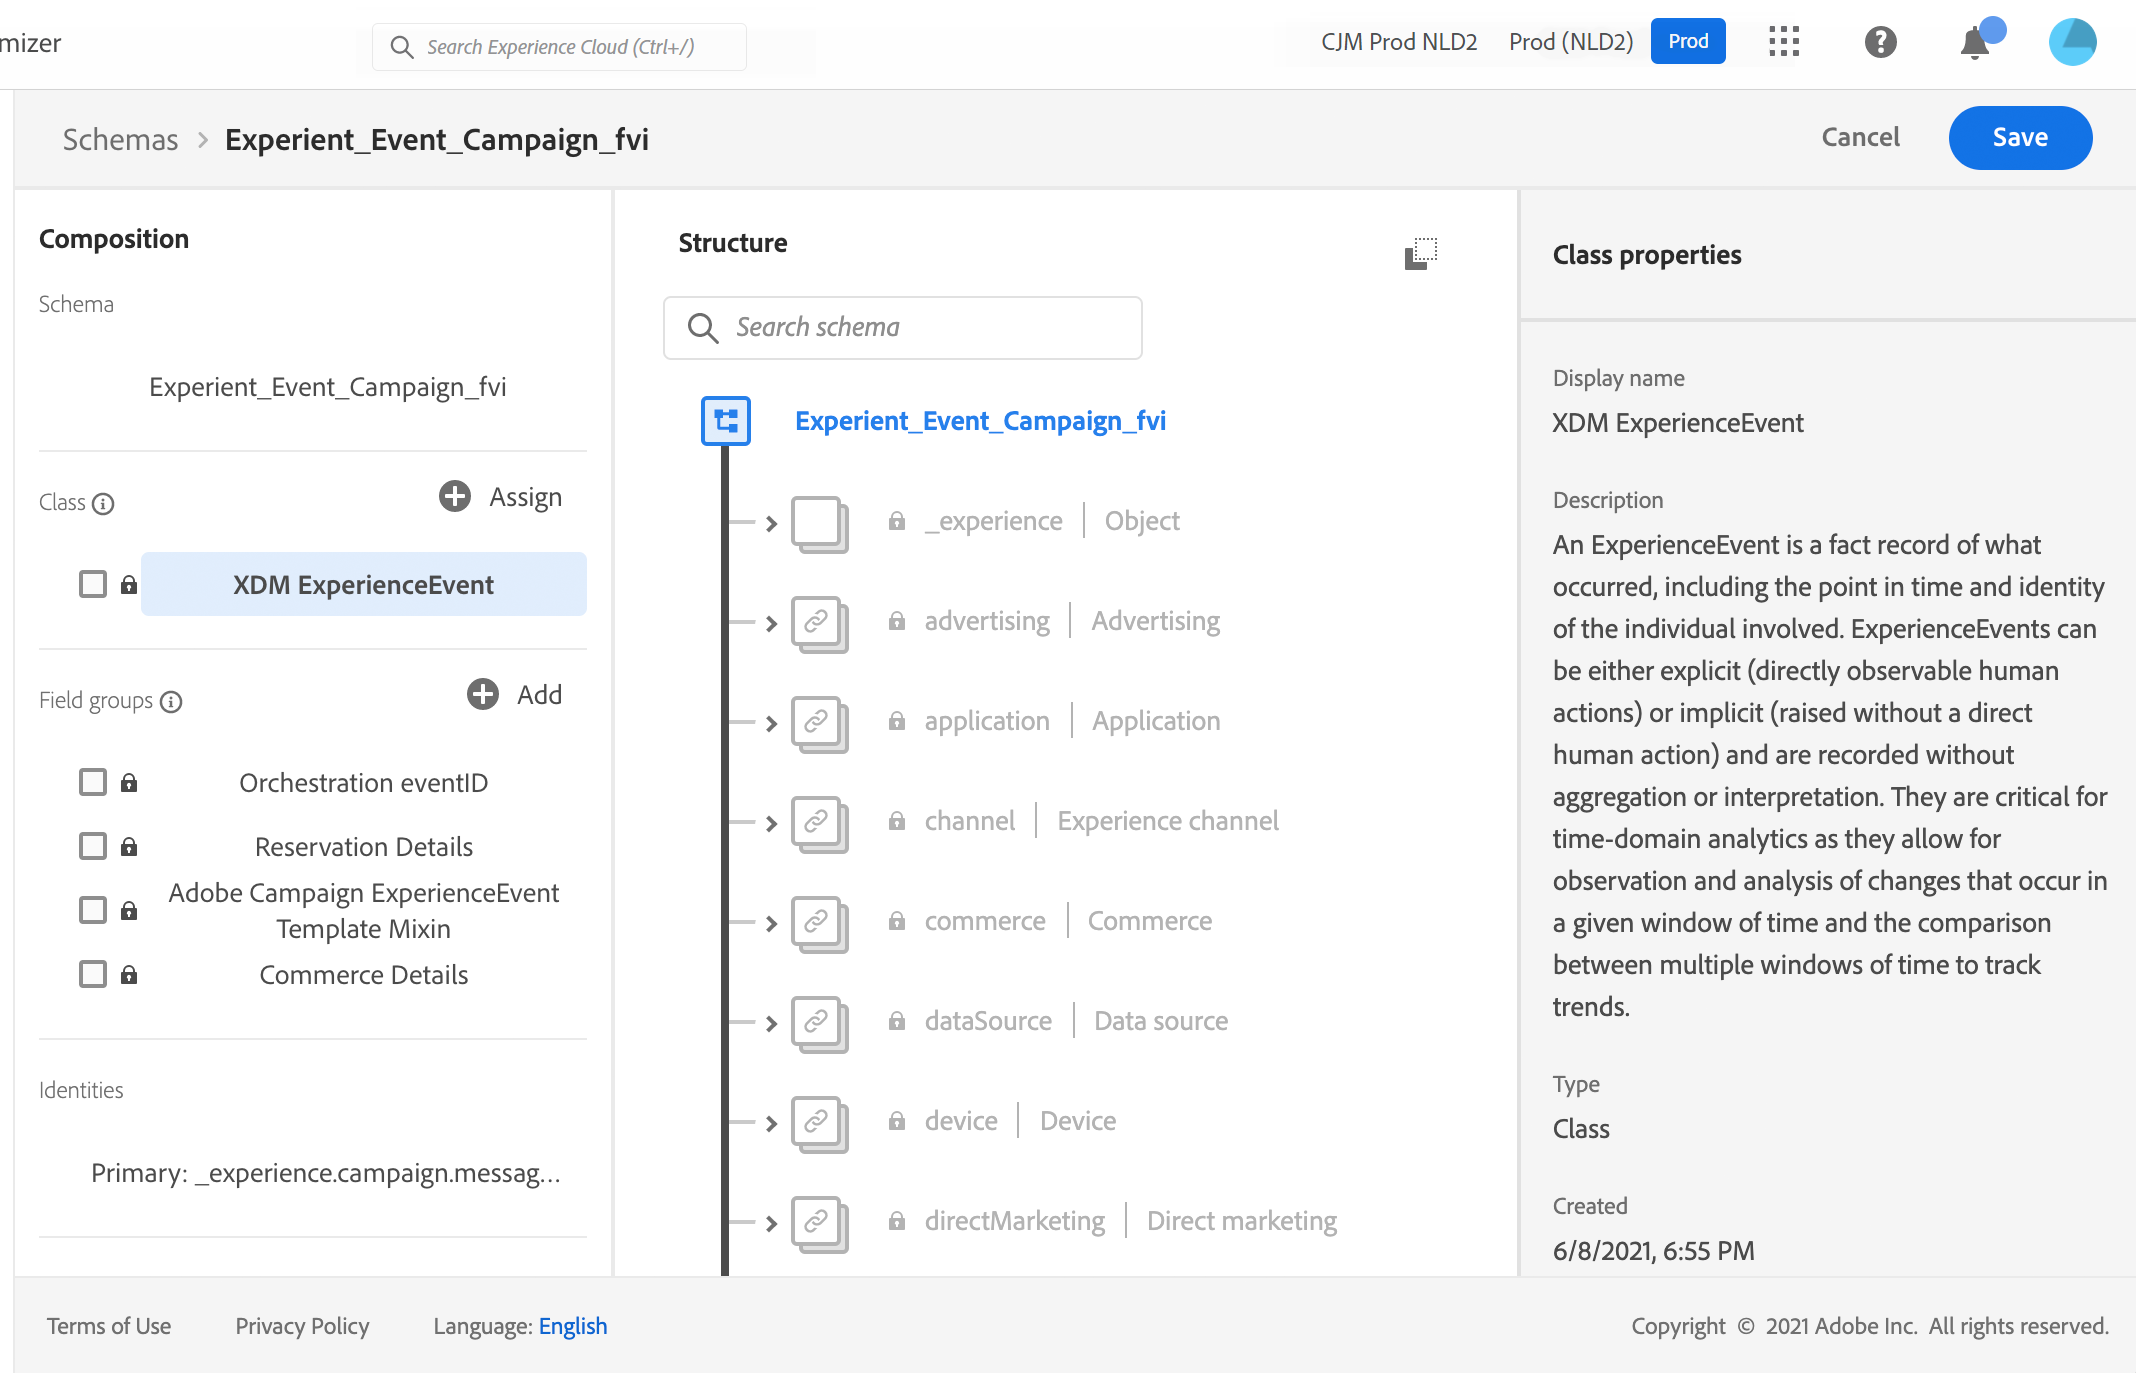 mizer
Search Experience Cloud (Ctrl+/)
CJM Prod NLD2
Prod (NLD2)
Prod
Schemas
Experient_Event_Campaign_fvi
Cancel
Save
Composition
Schema
Experient_Event_Campaign_fvi
Class
Assign
XDM ExperienceEvent
Field groups
Add
Orchestration eventID
Reservation Details
Adobe Campaign ExperienceEvent
Template Mixin
Commerce Details
Identities
Primary: _experience.campaign.messag...
Structure
Search schema
Experient_Event_Campaign_fvi
_experience | Object
advertising | Advertising
application | Application
channel | Experience channel
commerce | Commerce
dataSource | Data source
device | Device
directMarketing | Direct marketing
Class properties
Display name
XDM ExperienceEvent
Description
An ExperienceEvent is a fact record of what
occurred, including the point in time and identity
of the individual involved. ExperienceEvents can
be either explicit (directly observable human
actions) or implicit (raised without a direct
human action) and are recorded without
aggregation or interpretation. They are critical for
time-domain analytics as they allow for
observation and analysis of changes that occur in
a given window of time and the comparison
between multiple windows of time to track
trends.
Type
Class
Created
6/8/2021, 6:55 PM
Terms of Use
Privacy Policy
Language: English
Copyright © 2021 Adobe Inc. All rights reserved.